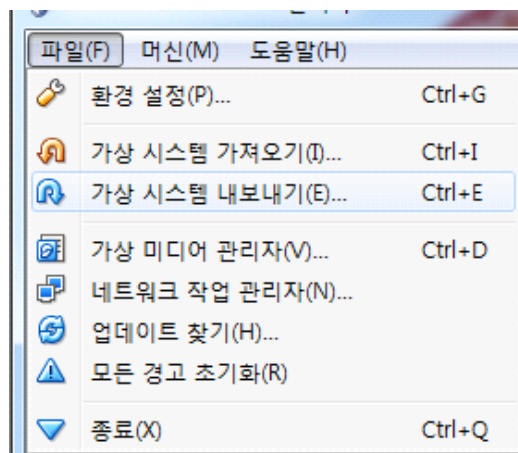 파일(F) 머신(M) 도움말(H)
환경 설정(P)... Ctrl+G
가상 시스템 가져오기(I)... Ctrl+I
가상 시스템 내보내기(E)... Ctrl+E
가상 미디어 관리자(V)... Ctrl+D
네트워크 작업 관리자(N)...
업데이트 찾기(H)...
모든 경고 초기화(R)
종료(X) Ctrl+Q